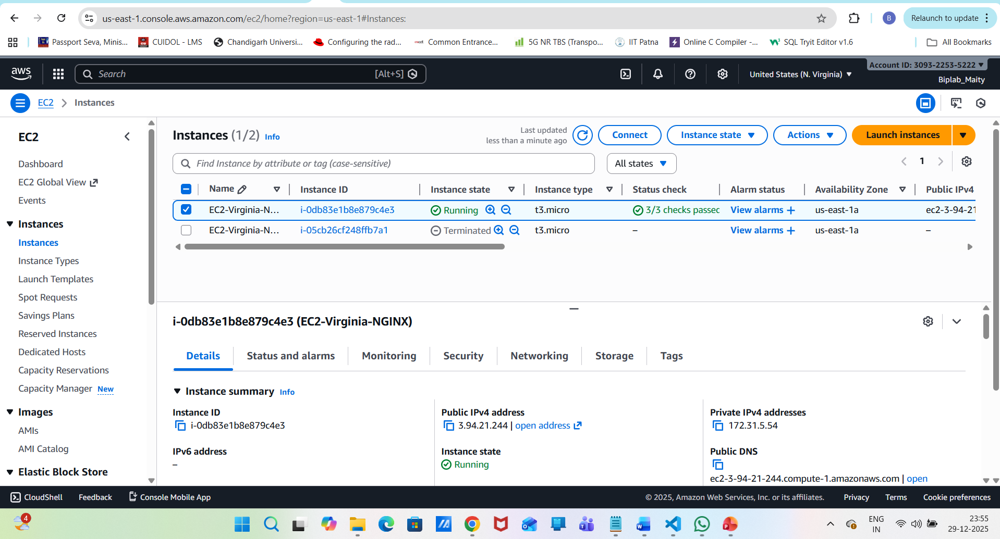 us-east-1.console.aws.amazon.com/ec2/home?region=us-east-1#Instances:
B
Relaunch to update
Passport Seva, Minis...
CUIDOL - LMS
Chandigarh Universi...
Configuring the rad...
Common Entrance...
5G NR TBS (Transpo...
IIT Patna
Online C Compiler -...
SQL Tryit Editor v1.6
All Bookmarks
aws
Search
[Alt+S]
United States (N. Virginia)
Account ID: 3093-2253-5222
Biplab_Maity
EC2
Instances
EC2
Dashboard
EC2 Global View
Events
Instances
Instances
Instance Types
Launch Templates
Spot Requests
Savings Plans
Reserved Instances
Dedicated Hosts
Capacity Reservations
Capacity Manager New
Images
AMIs
AMI Catalog
Elastic Block Store
Instances (1/2) Info
Last updated
less than a minute ago
Connect
Instance state
Actions
Launch instances
Find Instance by attribute or tag (case-sensitive)
All states
1
Name
Instance ID
Instance state
Instance type
Status check
Alarm status
Availability Zone
Public IPv4
EC2-Virginia-N...
i-0db83e1b8e879c4e3
Running
t3.micro
3/3 checks passec
View alarms +
us-east-1a
ec2-3-94-21
EC2-Virginia-N...
i-05cb26cf248ffb7a1
Terminated
t3.micro
–
View alarms +
us-east-1a
–
i-0db83e1b8e879c4e3 (EC2-Virginia-NGINX)
Details
Status and alarms
Monitoring
Security
Networking
Storage
Tags
Instance summary Info
Instance ID
i-0db83e1b8e879c4e3
Public IPv4 address
3.94.21.244 | open address
Private IPv4 addresses
172.31.5.54
IPv6 address
–
Instance state
Running
Public DNS
ec2-3-94-21-244.compute-1.amazonaws.com | open
CloudShell
Feedback
Console Mobile App
© 2025, Amazon Web Services, Inc. or its affiliates.
Privacy
Terms
Cookie preferences
4
ENG
IN
23:55
29-12-2025